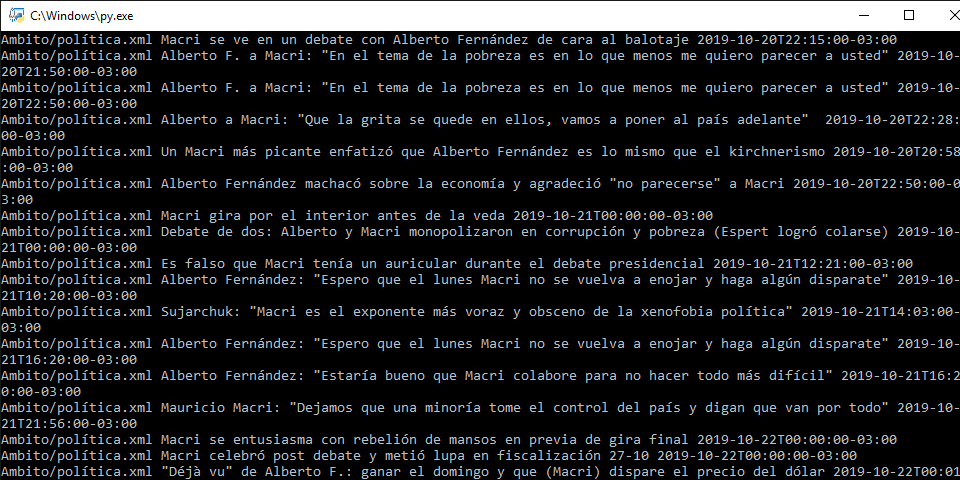 C:\Windows\py.exe
Ambito/política.xml Macri se ve en un debate con Alberto Fernández de cara al balotaje 2019-10-20T22:15:00-03:00
Ambito/política.xml Alberto F. a Macri: "En el tema de la pobreza es en lo que menos me quiero parecer a usted" 2019-10-
20T21:50:00-03:00
Ambito/política.xml Alberto F. a Macri: "En el tema de la pobreza es en lo que menos me quiero parecer a usted" 2019-10-
20T22:50:00-03:00
Ambito/política.xml Alberto a Macri: "Que la grita se quede en ellos, vamos a poner al país adelante"  2019-10-20T22:28:
00-03:00
Ambito/política.xml Un Macri más picante enfatizó que Alberto Fernández es lo mismo que el kirchnerismo 2019-10-20T20:58
:00-03:00
Ambito/política.xml Alberto Fernández machacó sobre la economía y agradeció "no parecerse" a Macri 2019-10-20T22:50:00-0
3:00
Ambito/política.xml Macri gira por el interior antes de la veda 2019-10-21T00:00:00-03:00
Ambito/política.xml Debate de dos: Alberto y Macri monopolizaron en corrupción y pobreza (Espert logró colarse) 2019-10-
21T00:00:00-03:00
Ambito/política.xml Es falso que Macri tenía un auricular durante el debate presidencial 2019-10-21T12:21:00-03:00
Ambito/política.xml Alberto Fernández: "Espero que el lunes Macri no se vuelva a enojar y haga algún disparate" 2019-10-
21T10:20:00-03:00
Ambito/política.xml Sujarchuk: "Macri es el exponente más voraz y obsceno de la xenofobia política" 2019-10-21T14:03:00-
03:00
Ambito/política.xml Alberto Fernández: "Espero que el lunes Macri no se vuelva a enojar y haga algún disparate" 2019-10-
21T16:20:00-03:00
Ambito/política.xml Alberto Fernández: "Estaría bueno que Macri colabore para no hacer todo más difícil" 2019-10-21T16:2
0:00-03:00
Ambito/política.xml Mauricio Macri: "Dejamos que una minoría tome el control del país y digan que van por todo" 2019-10-
21T21:56:00-03:00
Ambito/política.xml Macri se entusiasma con rebelión de mansos en previa de gira final 2019-10-22T00:00:00-03:00
Ambito/política.xml Macri celebró post debate y metió lupa en fiscalización 27-10 2019-10-22T00:00:00-03:00
Ambito/política.xml "Déjà vu" de Alberto F.: ganar el domingo y que (Macri) dispare el precio del dólar 2019-10-22T00:01